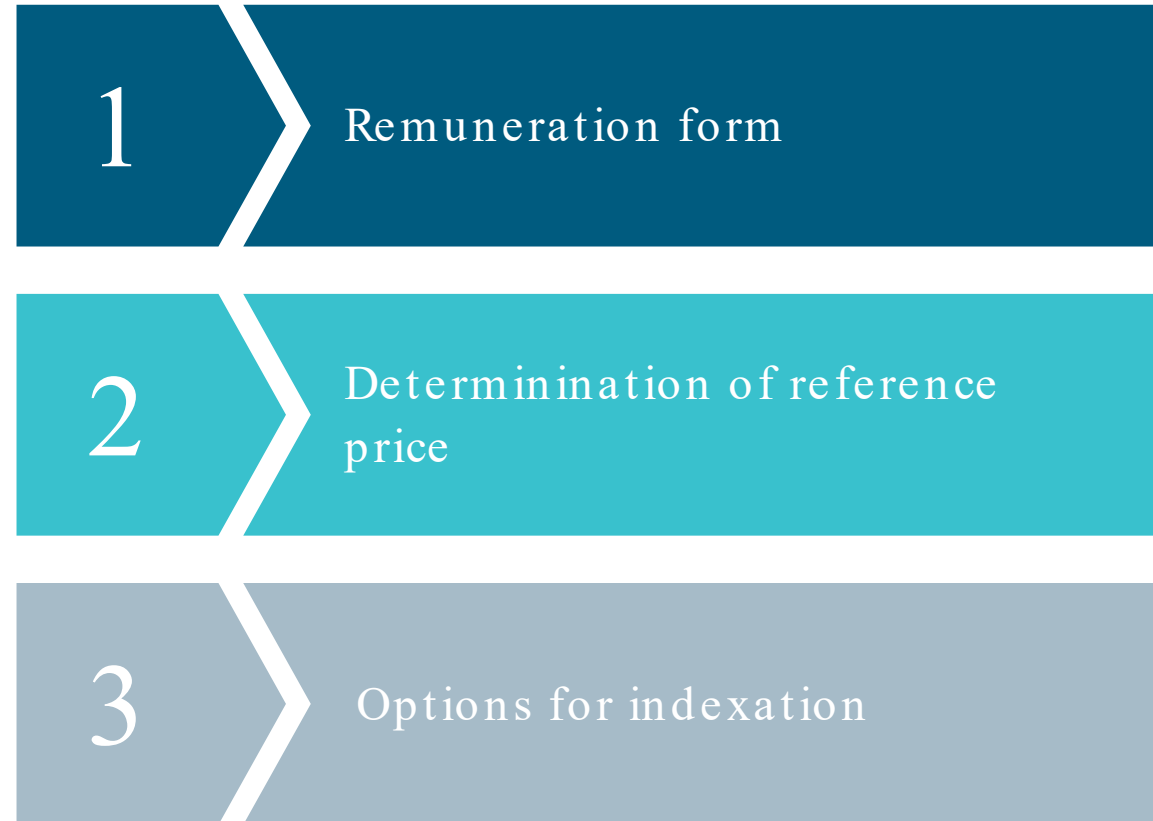 1
Remuneration form
2
Determinination of reference
price
3
Options for indexation